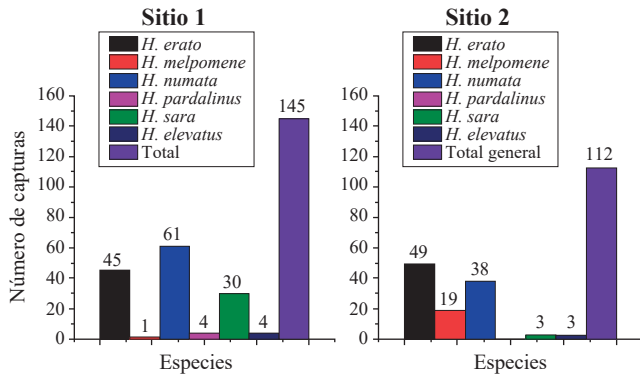 Sitio 1
H. erato
H. melpomene
H. numata
H. pardalinus
H. sara
H. elevatus
Total
Número de capturas
160
140
120
100
80
60
40
20
0
45
1
61
4
30
4
145
Especies
Sitio 2
H. erato
H. melpomene
H. numata
H. pardalinus
H. sara
H. elevatus
Total general
160
140
120
100
80
60
40
20
0
49
19
38
3
3
112
Especies